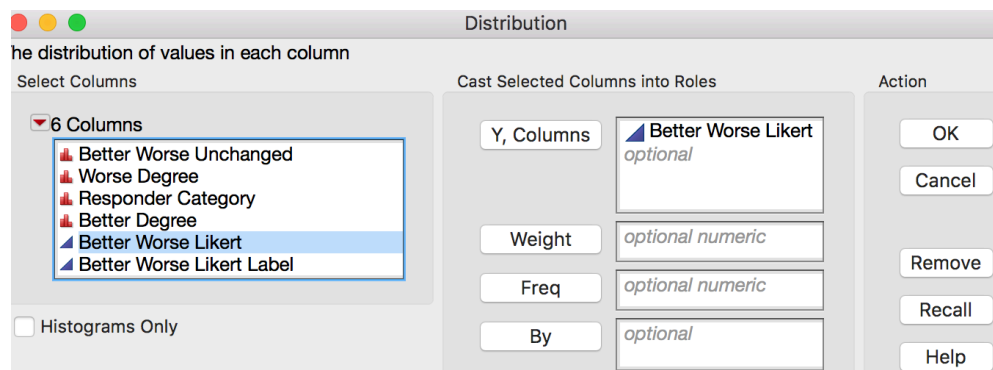 Distribution
he distribution of values in each column
Select Columns
Cast Selected Columns into Roles
Action
6 Columns
Better Worse Unchanged
Worse Degree
Responder Category
Better Degree
Better Worse Likert
Better Worse Likert Label
Histograms Only
Y, Columns
Better Worse Likert
optional
Weight
optional numeric
Freq
optional numeric
By
optional
OK
Cancel
Remove
Recall
Help